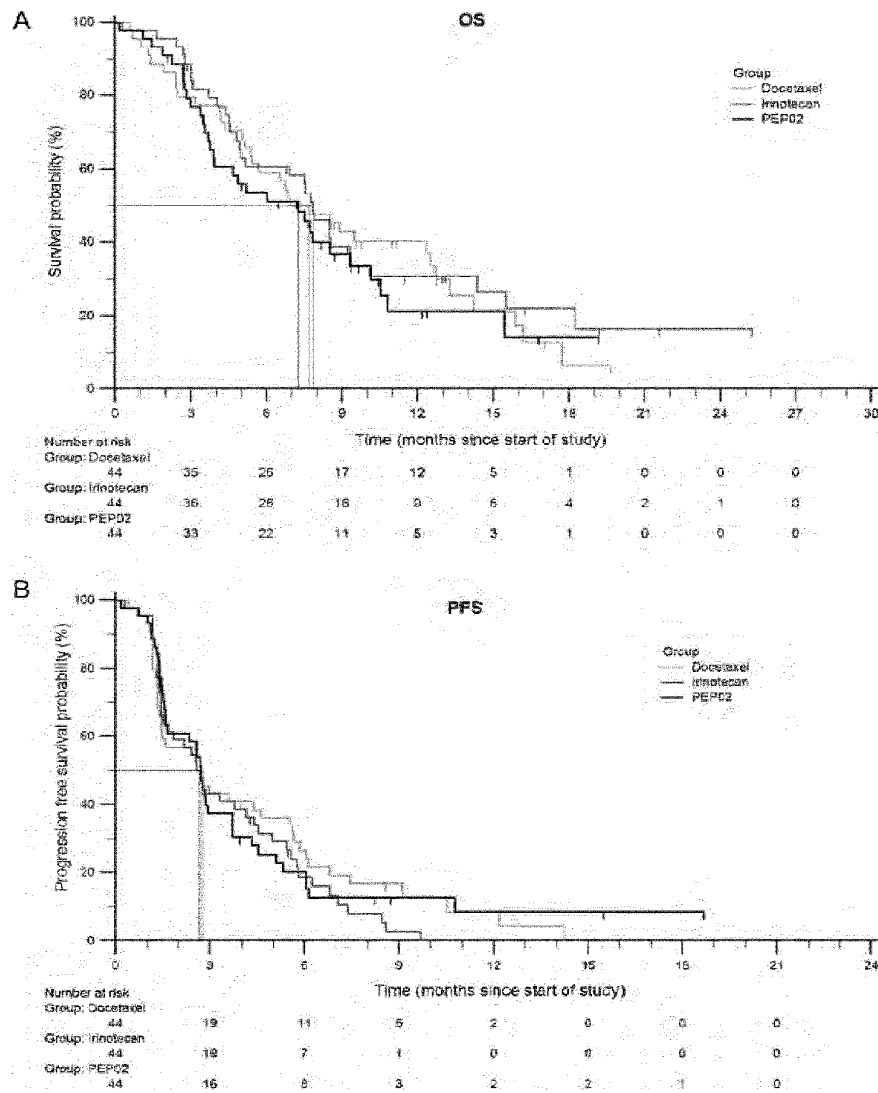 A
OS
100
80
60
40
20
0
Survival probability (%)
Group
Docetaxel
Irinotecan
PEP02
0 3 6 9 12 15 18 21 24 27 30
Time (months since start of study)
Number at risk
Group: Docetaxel
44 35 25 17 12 5 1 0 0 0
Group: Irinotecan
44 36 26 16 9 6 4 2 1 0
Group: PEP02
44 33 22 11 5 3 1 0 0 0
B
PFS
100
80
60
40
20
0
Progression free survival probability (%)
Group
Docetaxel
Irinotecan
PEP02
0 3 6 9 12 15 18 21 24
Time (months since start of study)
Number at risk
Group: Docetaxel
44 19 11 5 2 0 0 0
Group: Irinotecan
44 19 7 1 0 0 0 0
Group: PEP02
44 16 8 3 2 2 1 0